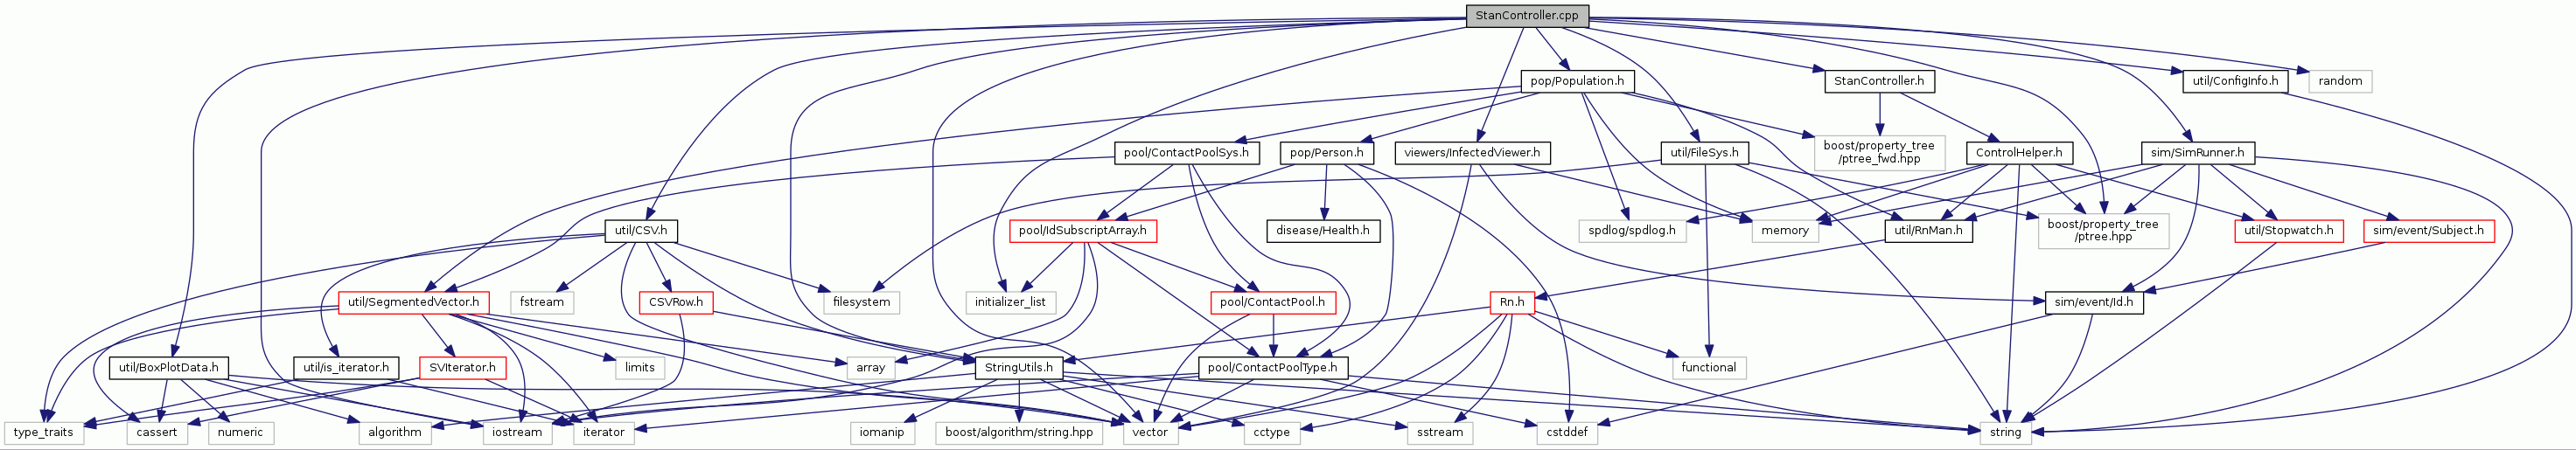 StanController.cpp
pop/Population.h
StanController.h
util/ConfigInfo.h
random
pool/ContactPoolSys.h
pop/Person.h
viewers/InfectedViewer.h
util/FileSys.h
boost/property_tree
/ptree_fwd.hpp
ControlHelper.h
sim/SimRunner.h
util/CSV.h
pool/IdSubscriptArray.h
disease/Health.h
spdlog/spdlog.h
memory
util/RnMan.h
boost/property_tree
/ptree.hpp
util/Stopwatch.h
sim/event/Subject.h
util/SegmentedVector.h
fstream
CSVRow.h
filesystem
initializer_list
pool/ContactPool.h
Rn.h
sim/event/Id.h
util/BoxPlotData.h
util/is_iterator.h
SVIterator.h
limits
array
StringUtils.h
pool/ContactPoolType.h
functional
type_traits
cassert
numeric
algorithm
iostream
iterator
iomanip
boost/algorithm/string.hpp
vector
cctype
sstream
cstddef
string